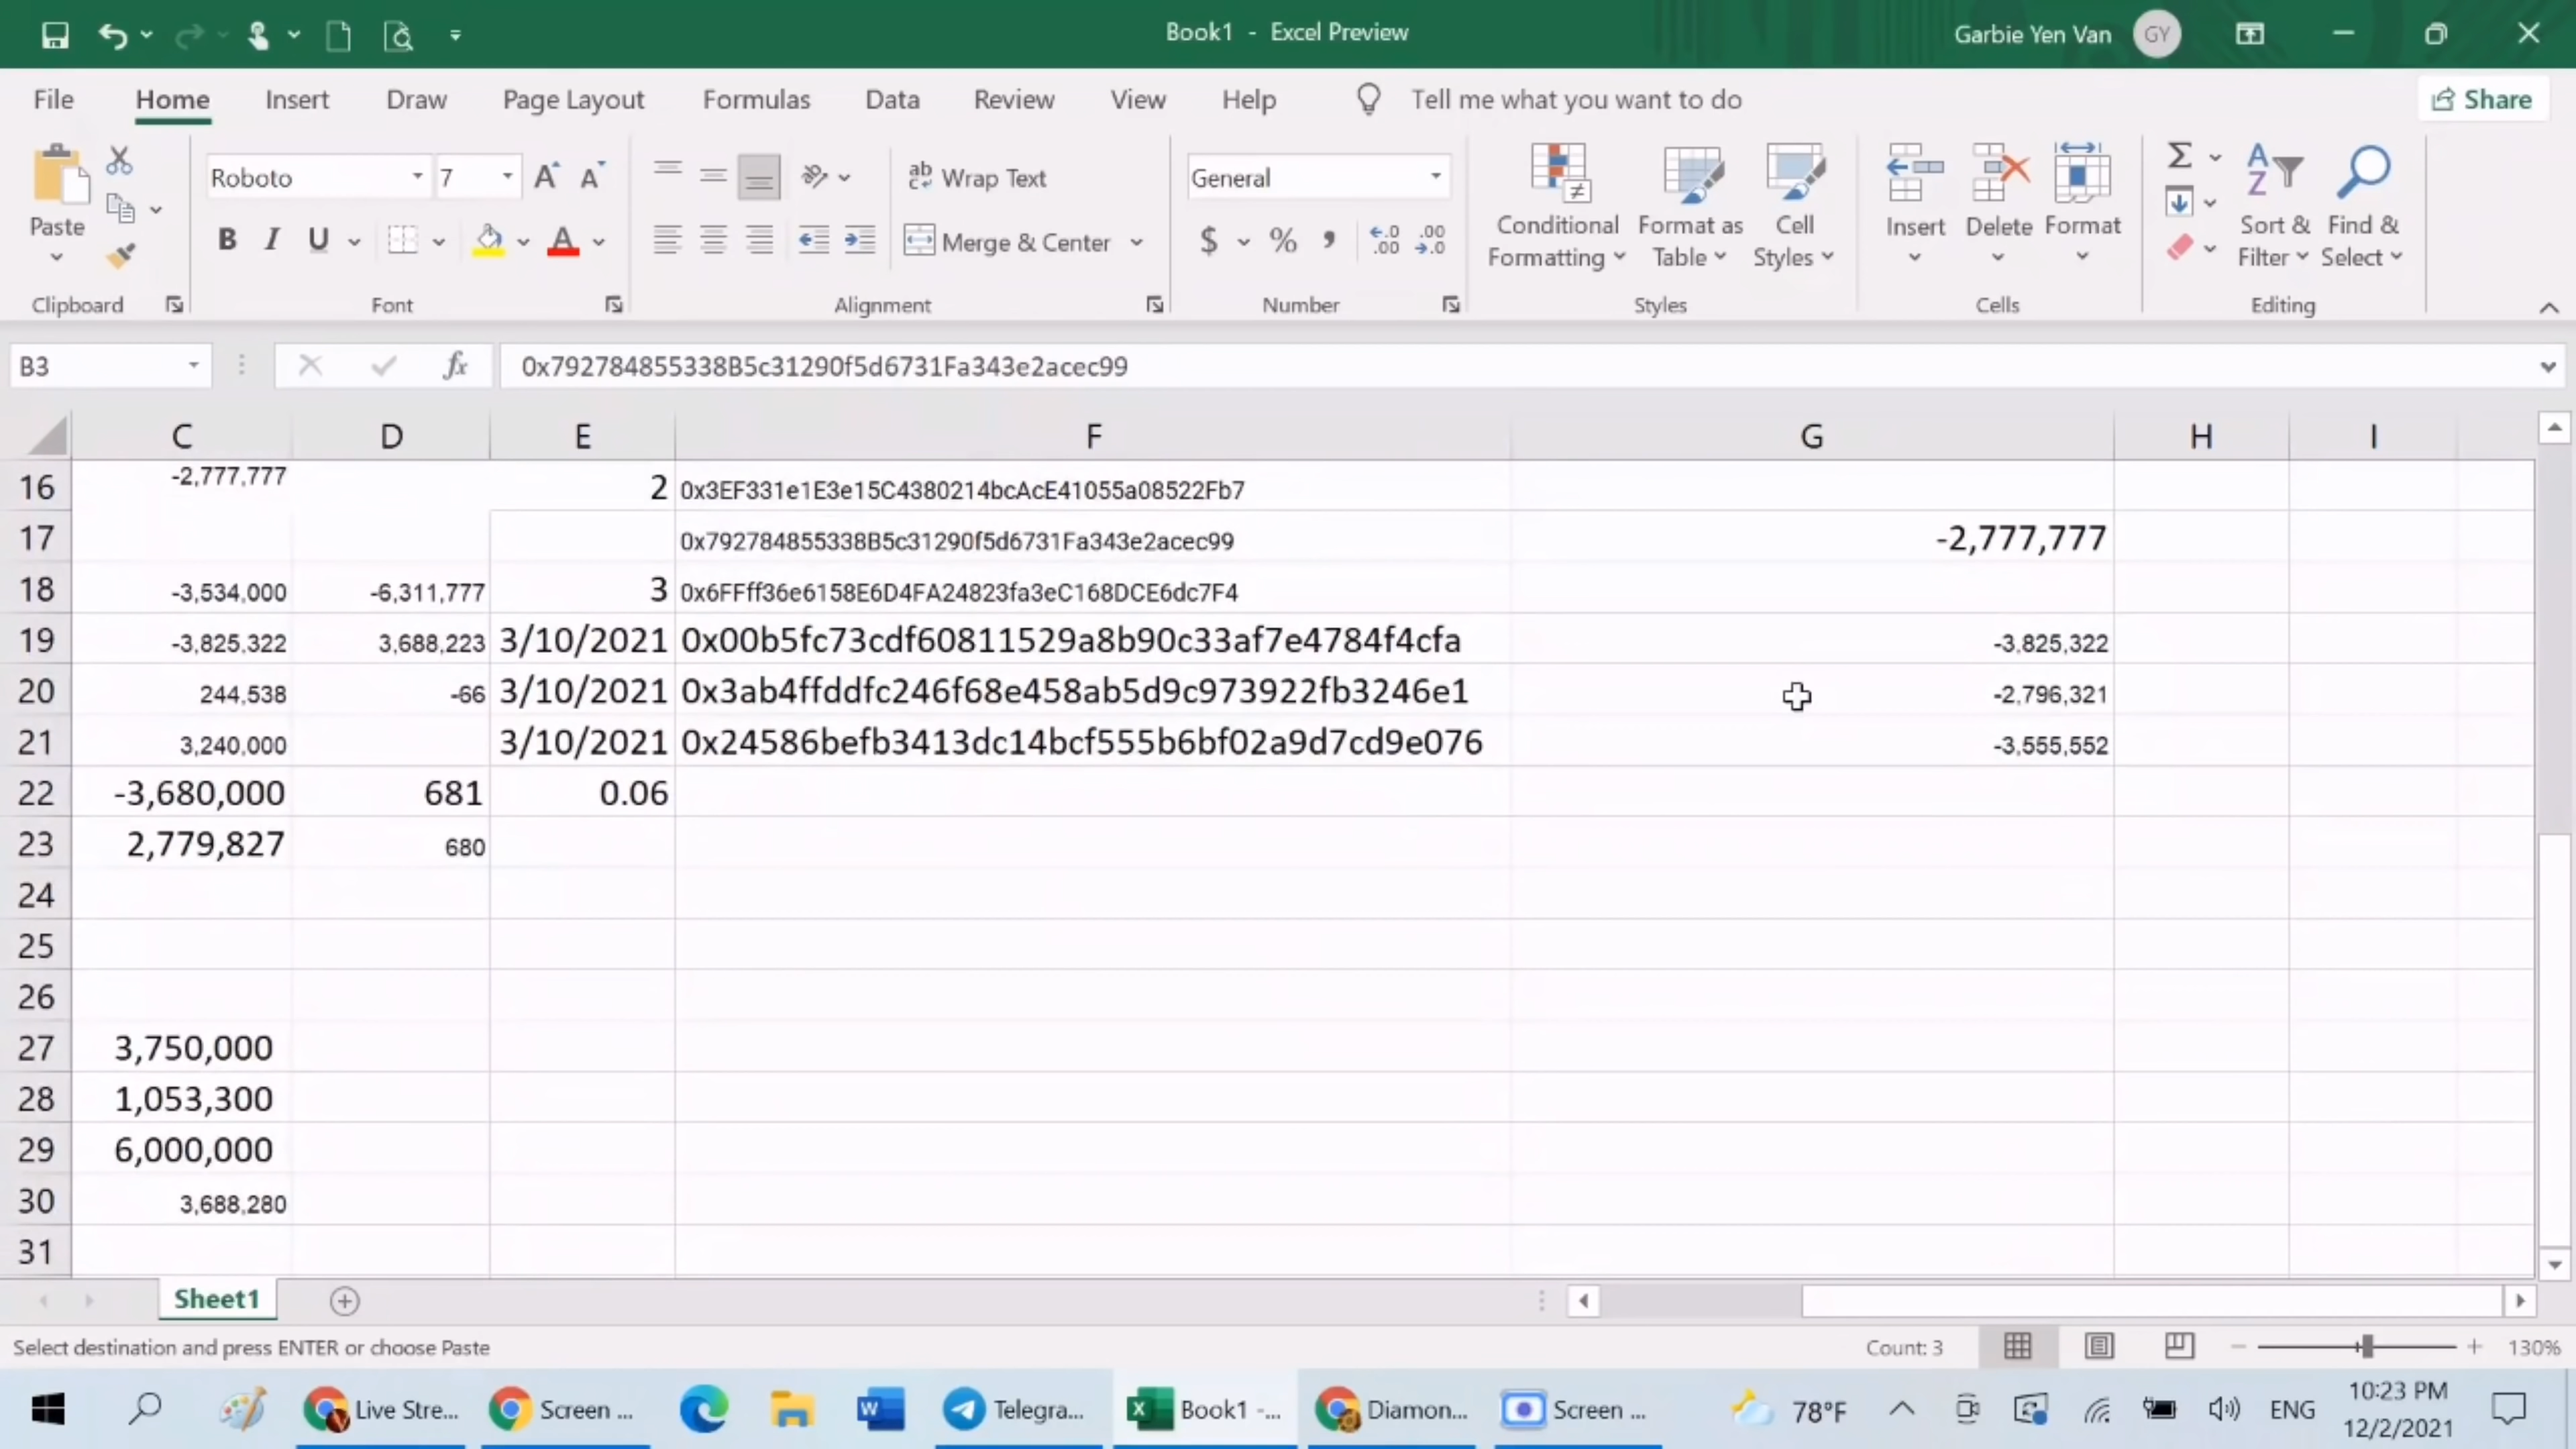 Book1 - Excel Preview
Garbie Yen Van GY
File Home Insert Draw Page Layout Formulas Data Review View Help Tell me what you want to do Share
Paste
Clipboard
Roboto 7
B I U A
Font
ab Wrap Text
Merge & Center
Alignment
General
$ % ,
Number
Conditional Formatting
Format as Table
Cell Styles
Styles
Insert Delete Format
Cells
Sort & Filter
Find & Select
Editing
B3 fx 0x792784855338B5c31290f5d6731Fa343e2acec99
C D E F G H I
16 -2,777,777 2 0x3EF331e1E3e15C4380214bcAcE41055a08522Fb7
17 0x792784855338B5c31290f5d6731Fa343e2acec99 -2,777,777
18 -3,534,000 -6,311,777 3 0x6FFff36e6158E6D4FA24823fa3eC168DCE6dc7F4
19 -3,825,322 3,688,223 3/10/2021 0x00b5fc73cdf60811529a8b90c33af7e4784f4cfa -3,825,322
20 244,538 -66 3/10/2021 0x3ab4ffddfc246f68e458ab5d9c973922fb3246e1 -2,796,321
21 3,240,000 3/10/2021 0x24586befb3413dc14bcf555b6bf02a9d7cd9e076 -3,555,552
22 -3,680,000 681 0.06
23 2,779,827 680
24
25
26
27 3,750,000
28 1,053,300
29 6,000,000
30 3,688,280
31
Sheet1
Select destination and press ENTER or choose Paste Count: 3 130%
Live Stre... Screen ... Telegra... Book1 -... Diamon... Screen ... 78°F ENG 10:23 PM
12/2/2021